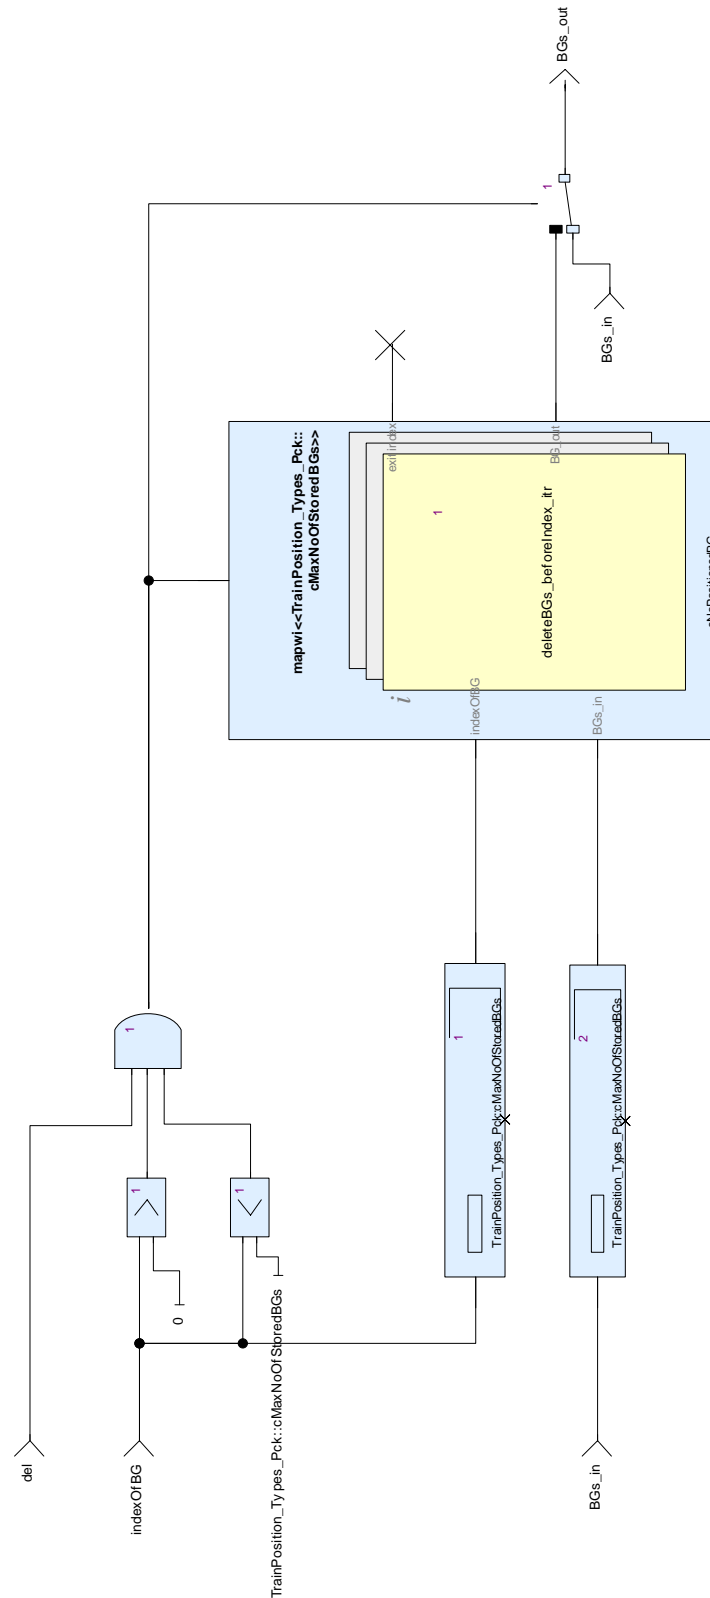 del
indexOfBG
0
TrainPosition_Types_Pck::cMaxNoOfStoredBGs
1
1
1
mapwi<<TrainPosition_Types_Pck::
cMaxNoOfStoredBGs>>
i
exit index
1
indexOfBG
deleteBGs_beforeIndex_itr
BG_out
BGs_in
TrainPosition_Types_Pck::cMaxNoOfStoredBGs
1
BGs_in
TrainPosition_Types_Pck::cMaxNoOfStoredBGs
2
1
BGs_in
BGs_out